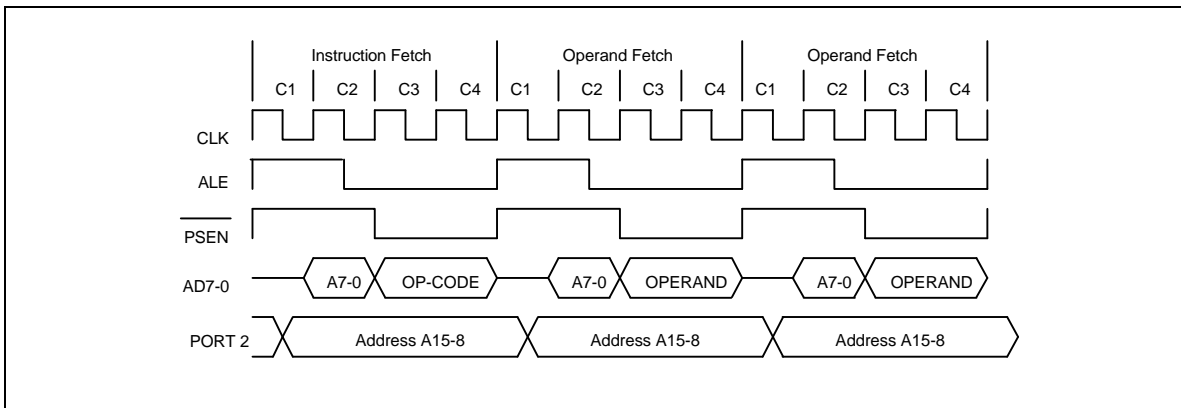 Instruction Fetch Operand Fetch Operand Fetch
C1 C2 C3 C4 C1 C2 C3 C4 C1 C2 C3 C4
CLK
ALE
PSEN
AD7-0 A7-0 OP-CODE A7-0 OPERAND A7-0 OPERAND
PORT 2 Address A15-8 Address A15-8 Address A15-8